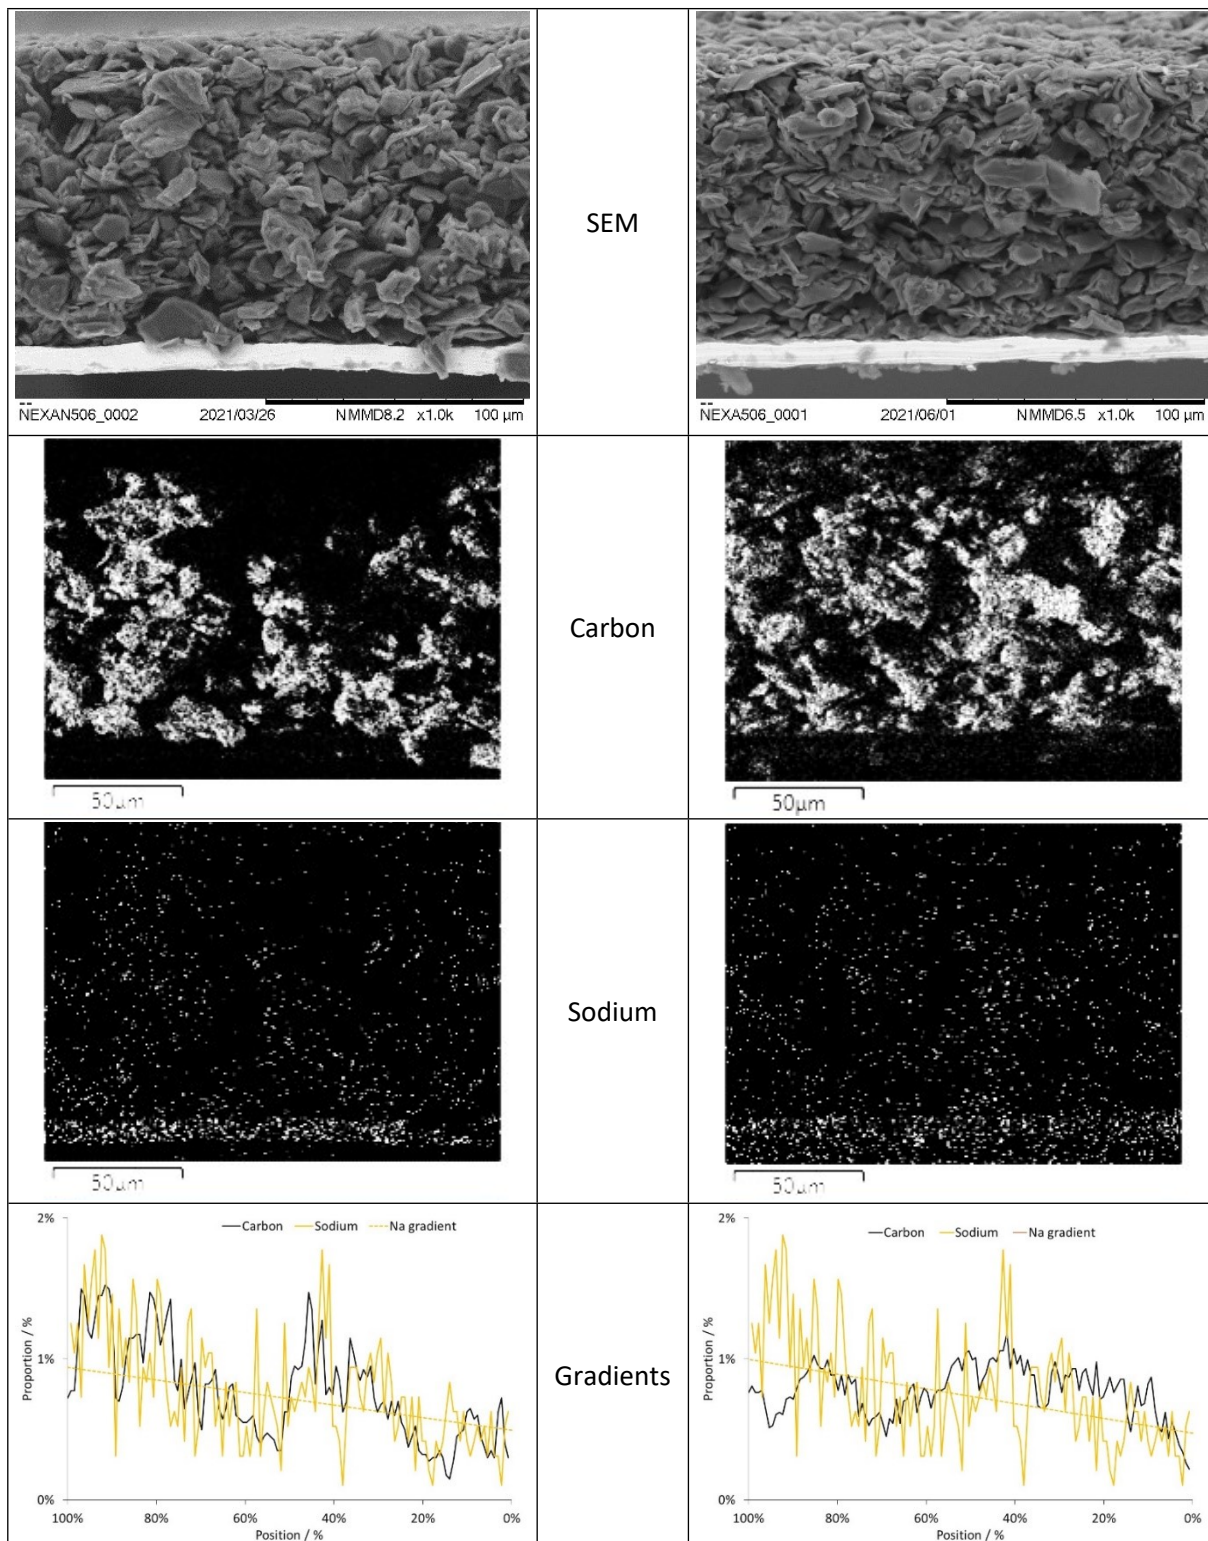 SEM
NEXAN506_0002 2021/03/26 NMMD8.2 x1.0k 100 µm
NEXA506_0001 2021/06/01 NMMD6.5 x1.0k 100 µm
Carbon
50µm
50µm
Sodium
50µm
50µm
Gradients
2%
1%
0%
Proportion / %
Carbon Sodium Na gradient
100% 80% 60% 40% 20% 0%
Position / %
2%
1%
0%
Proportion / %
Carbon Sodium Na gradient
100% 80% 60% 40% 20% 0%
Position / %